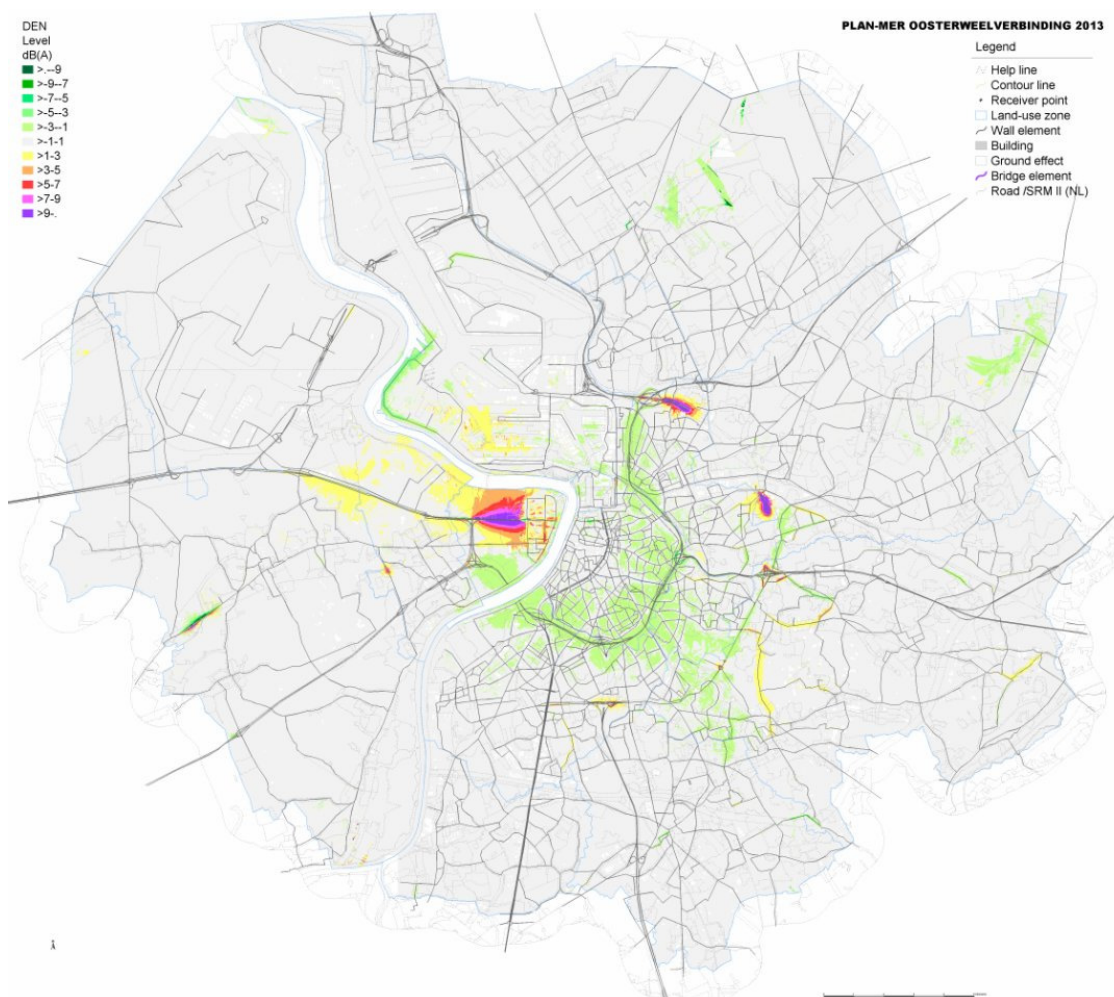 DEN
Level
dB(A)
>.--9
>-9--7
>-7--5
>-5--3
>-3--1
>-1-1
>1-3
>3-5
>5-7
>7-9
>9-.
PLAN-MER OOSTERWEELVERBINDING 2013
Legend
Help line
Contour line
Receiver point
Land-use zone
Wall element
Building
Ground effect
Bridge element
Road /SRM II (NL)